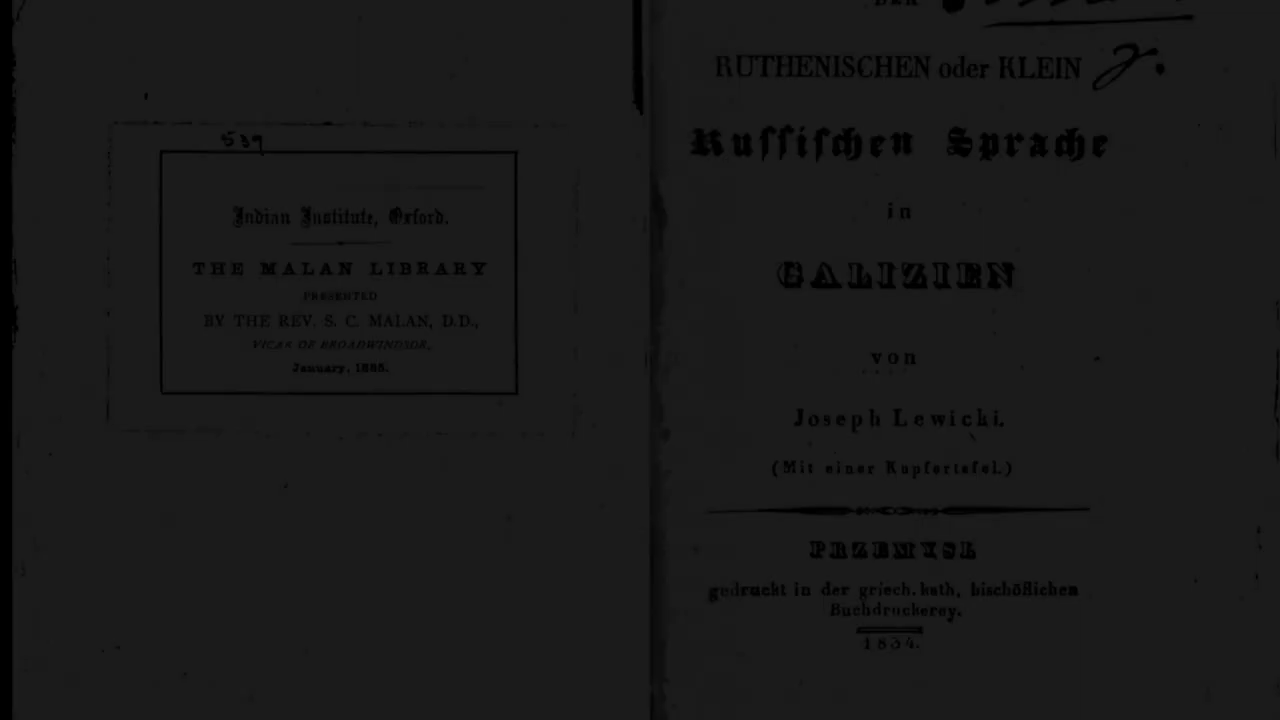 539
Indian Institute, Oxford.
THE MALAN LIBRARY
PRESENTED
BY THE REV. S. C. MALAN, D.D.,
VICAR OF BROADWINDSOR,
January, 1885.
DER
RUTHENISCHEN oder KLEIN
Russischen Sprache
in
GALIZIEN
von
Joseph Lewicki.
(Mit einer Kupfertafel.)
PRZEMYSL
gedruckt in der griech. kath. bischöflichen
Buchdruckerey.
1834.